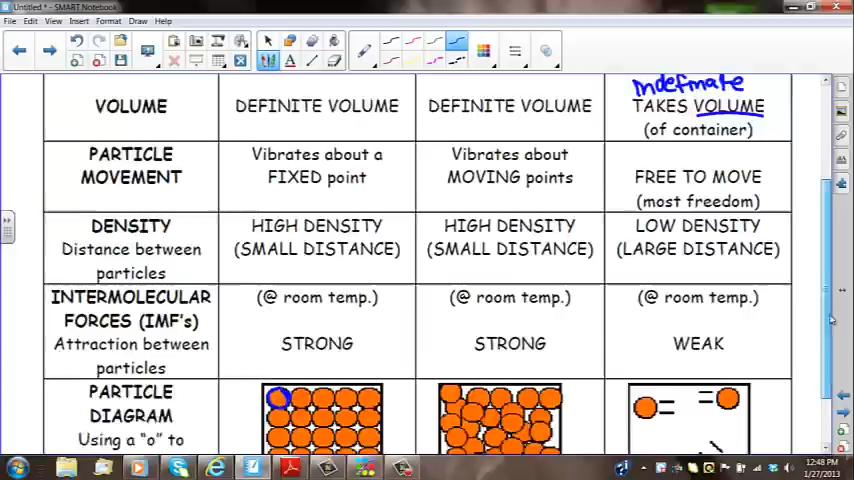 Untitled * - SMART Notebook
File Edit View Insert Format Draw Help
Indefinate
VOLUME DEFINITE VOLUME DEFINITE VOLUME TAKES VOLUME
(of container)
PARTICLE Vibrates about a Vibrates about
MOVEMENT FIXED point MOVING points FREE TO MOVE
(most freedom)
DENSITY HIGH DENSITY HIGH DENSITY LOW DENSITY
Distance between (SMALL DISTANCE) (SMALL DISTANCE) (LARGE DISTANCE)
particles
INTERMOLECULAR (@ room temp.) (@ room temp.) (@ room temp.)
FORCES (IMF's)
Attraction between STRONG STRONG WEAK
particles
PARTICLE
DIAGRAM
Using a "o" to
12:48 PM
1/27/2013